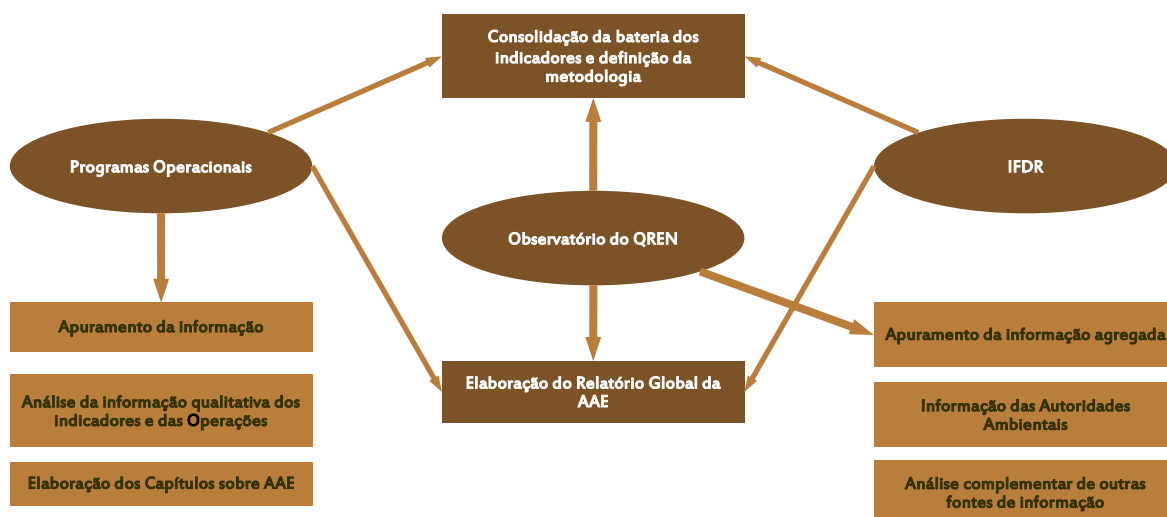 Consolidação da bateria dos
indicadores e definição da
metodologia
Programas Operacionais
IFDR
Observatório do QREN
Apuramento da informação
Apuramento da informação agregada
Elaboração do Relatório Global da
AAE
Análise da informação qualitativa dos
indicadores e das Operações
Informação das Autoridades
Ambientais
Elaboração dos Capítulos sobre AAE
Análise complementar de outras
fontes de informação